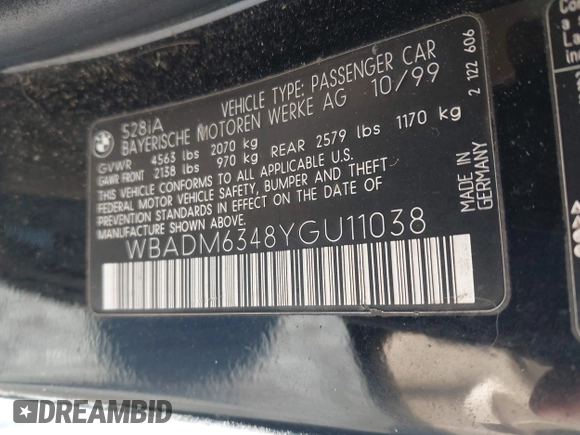 528iA
VEHICLE TYPE: PASSENGER CAR
BAYERISCHE MOTOREN WERKE AG 10/99
GVWR 4563 lbs 2070 kg
GAWR FRONT 2138 lbs 970 kg REAR 2579 lbs 1170 kg
THIS VEHICLE CONFORMS TO ALL APPLICABLE U.S.
FEDERAL MOTOR VEHICLE SAFETY, BUMPER AND THEFT
PREVENTION STANDARDS IN EFFECT ON THE DATE OF
MANUFACTURE SHOWN ABOVE.
WBADM6348YGU11038
MADE IN
GERMANY
2 122 606
DREAMBID